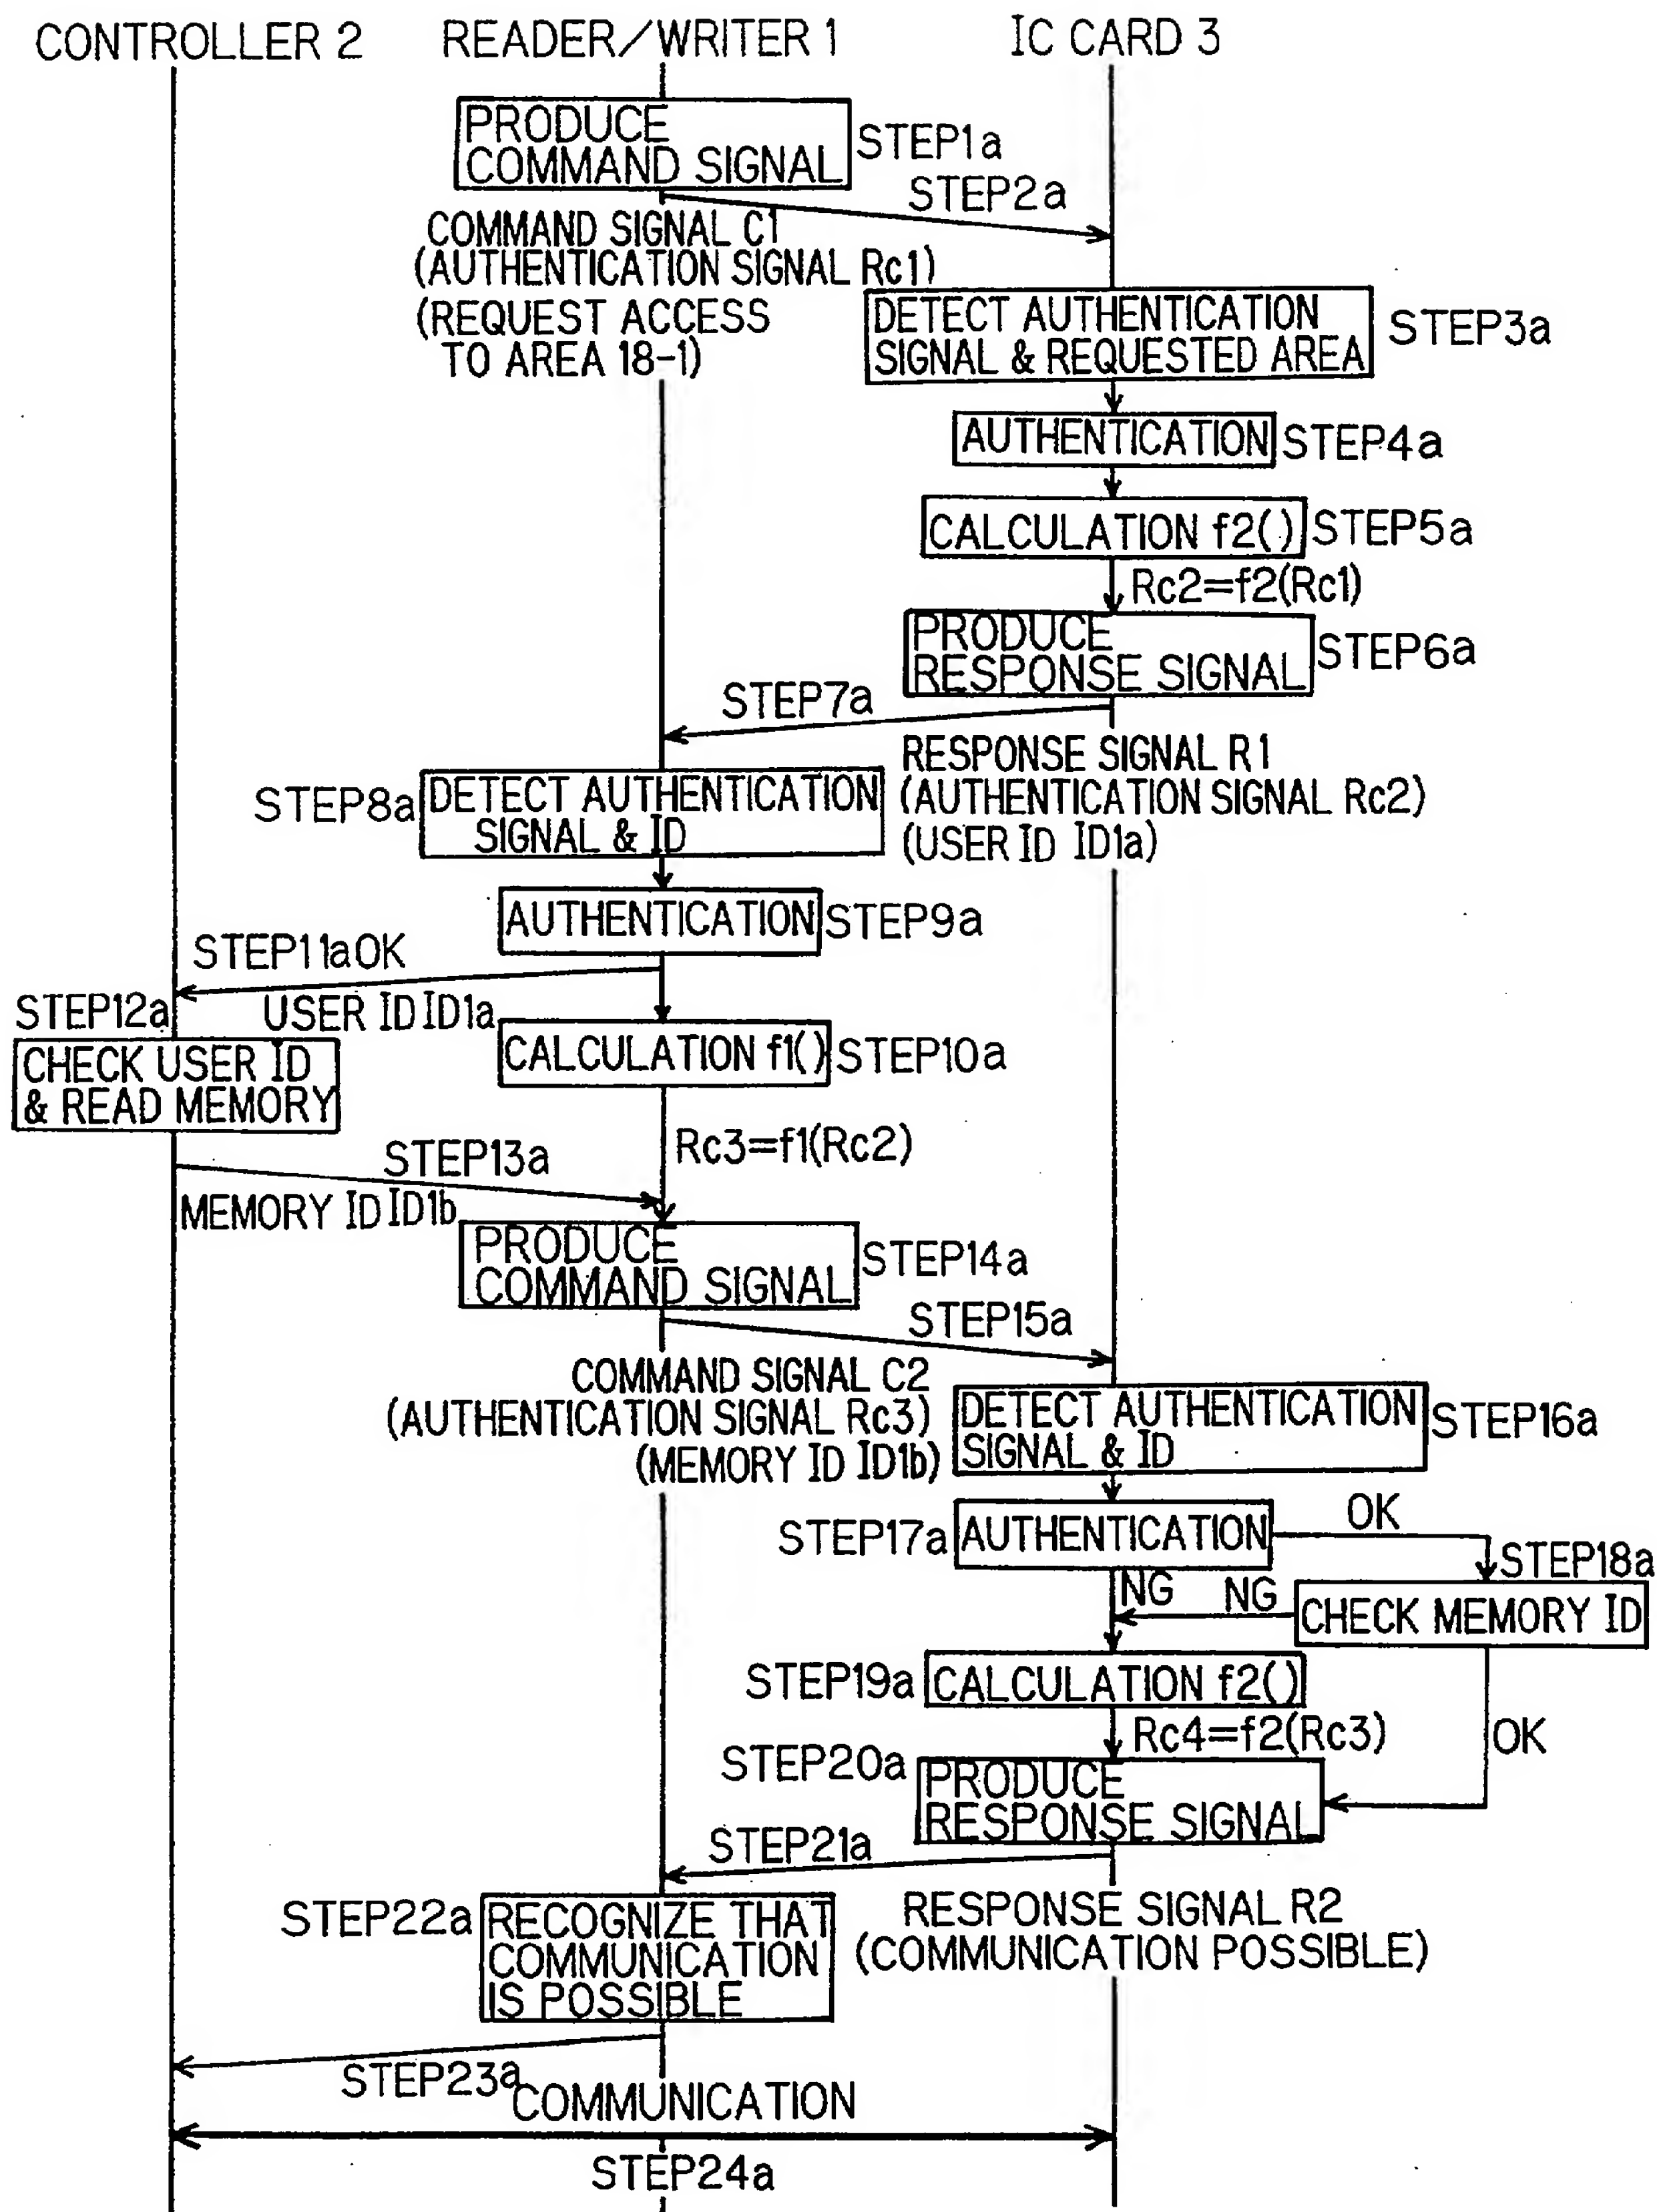 CONTROLLER 2
READER/WRITER 1
IC CARD 3
PRODUCE
COMMAND SIGNAL
STEP1a
STEP2a
COMMAND SIGNAL C1
(AUTHENTICATION SIGNAL Rc1)
(REQUEST ACCESS
TO AREA 18-1)
DETECT AUTHENTICATION
SIGNAL & REQUESTED AREA
STEP3a
AUTHENTICATION
STEP4a
CALCULATION f2()
STEP5a
Rc2=f2(Rc1)
PRODUCE
RESPONSE SIGNAL
STEP6a
STEP7a
RESPONSE SIGNAL R1
(AUTHENTICATION SIGNAL Rc2)
(USER ID ID1a)
STEP8a
DETECT AUTHENTICATION
SIGNAL & ID
AUTHENTICATION
STEP9a
STEP11a OK
USER ID ID1a
STEP12a
CHECK USER ID
& READ MEMORY
CALCULATION f1()
STEP10a
Rc3=f1(Rc2)
STEP13a
MEMORY ID ID1b
PRODUCE
COMMAND SIGNAL
STEP14a
STEP15a
COMMAND SIGNAL C2
(AUTHENTICATION SIGNAL Rc3)
(MEMORY ID ID1b)
DETECT AUTHENTICATION
SIGNAL & ID
STEP16a
STEP17a
AUTHENTICATION
OK
STEP18a
NG
NG
CHECK MEMORY ID
STEP19a
CALCULATION f2()
Rc4=f2(Rc3)
OK
STEP20a
PRODUCE
RESPONSE SIGNAL
STEP21a
RESPONSE SIGNAL R2
(COMMUNICATION POSSIBLE)
STEP22a
RECOGNIZE THAT
COMMUNICATION
IS POSSIBLE
STEP23a
COMMUNICATION
STEP24a